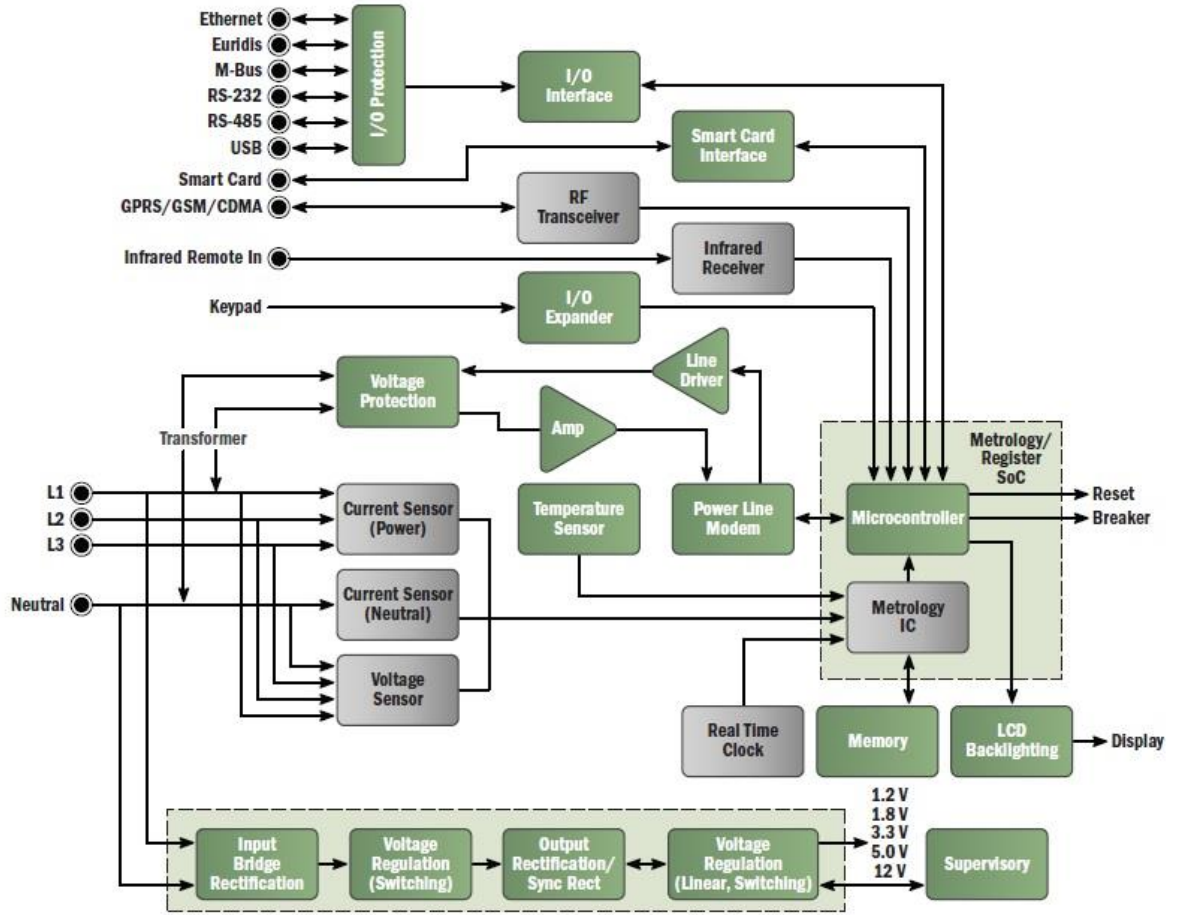 Ethernet
Euridis
M-Bus
RS-232
RS-485
USB
Smart Card
GPRS/GSM/CDMA
Infrared Remote In
Keypad
I/O Protection
I/O
Interface
Smart Card
Interface
RF
Transceiver
Infrared
Receiver
I/O
Expander
Voltage
Protection
Line
Driver
Amp
Transformer
Metrology/
Register
SoC
L1
L2
L3
Neutral
Current Sensor
(Power)
Temperature
Sensor
Power Line
Modem
Microcontroller
Reset
Breaker
Current Sensor
(Neutral)
Metrology
IC
Voltage
Sensor
Real Time
Clock
Memory
LCD
Backlighting
Display
Input
Bridge
Rectification
Voltage
Regulation
(Switching)
Output
Rectification/
Sync Rect
Voltage
Regulation
(Linear, Switching)
1.2 V
1.8 V
3.3 V
5.0 V
12 V
Supervisory